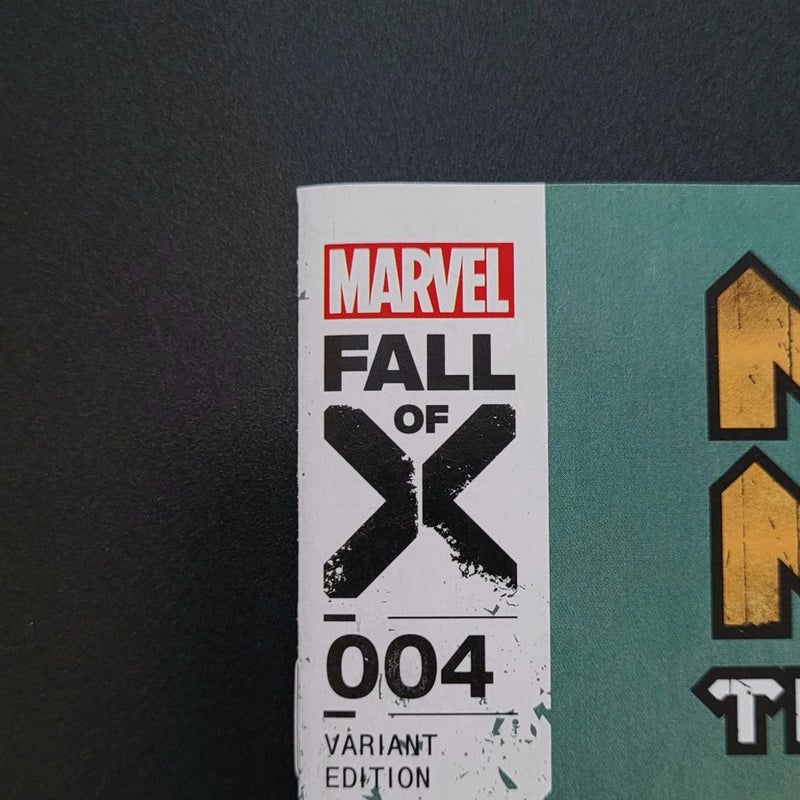 MARVEL
FALL
OF
X
004
VARIANT
EDITION